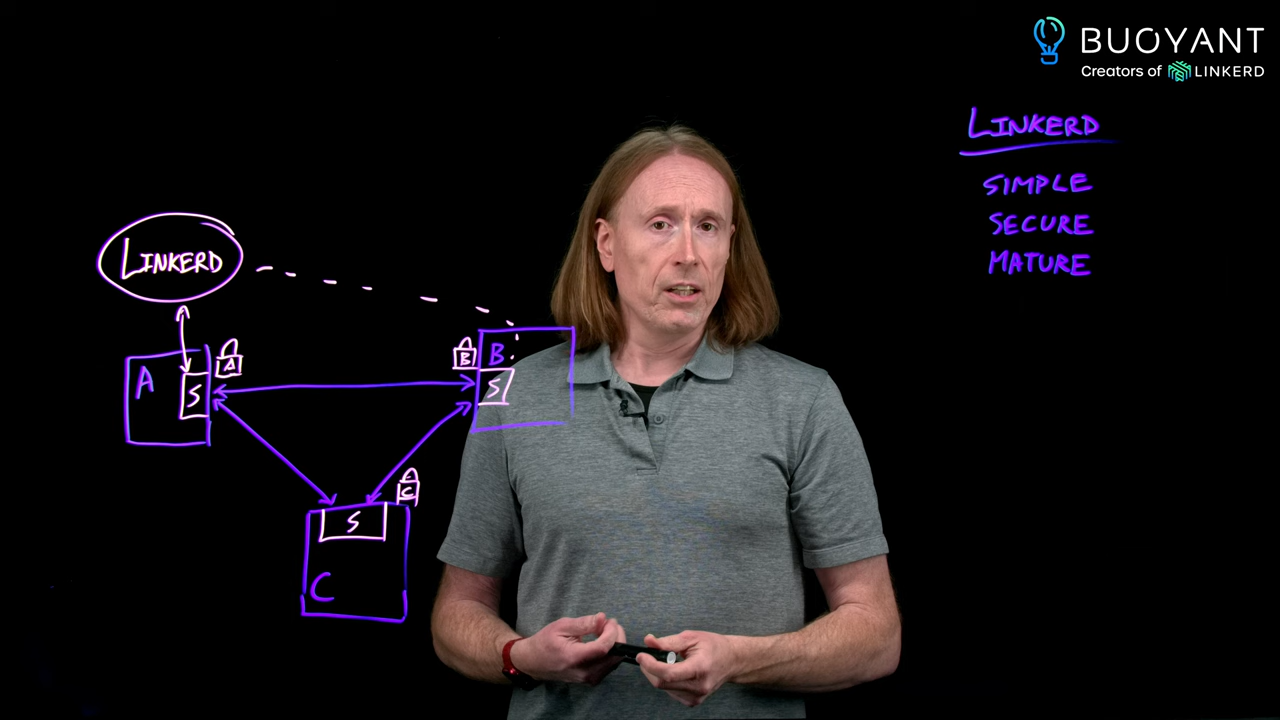 BUOYANT
Creators of LINKERD
LINKERD
SIMPLE
SECURE
MATURE
LINKERD
A
S
A
B
B
S
C
S
C